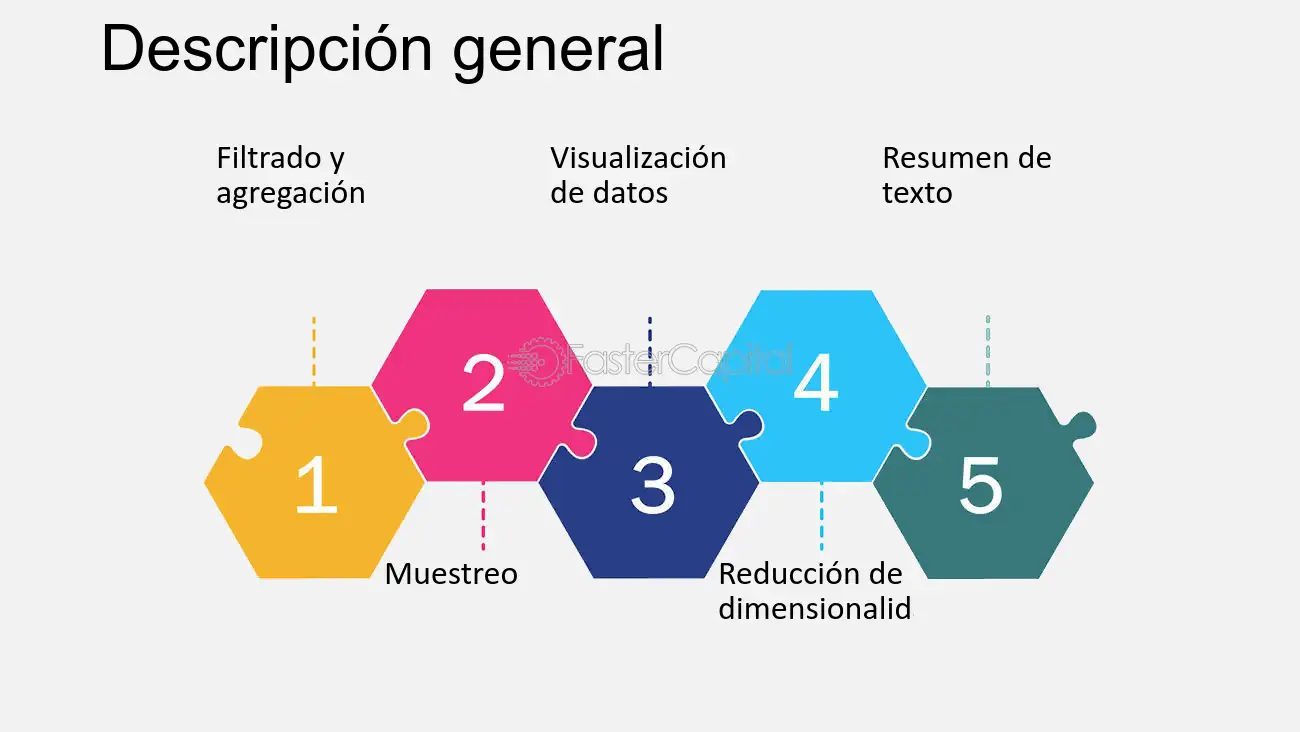 Descripción general
Filtrado y
agregación
Visualización
de datos
Resumen de
texto
2
FasterCapital
4
1
3
5
Muestreo
Reducción de
dimensionalid